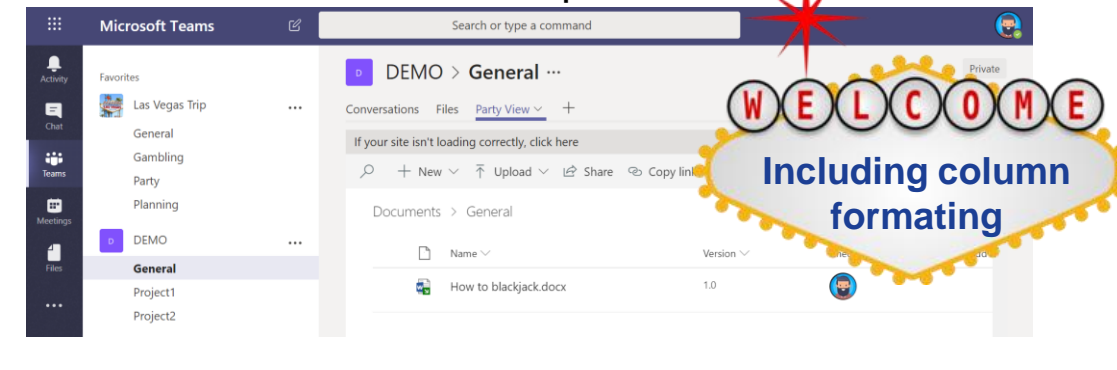 Microsoft Teams
Search or type a command
Activity
Chat
Teams
Meetings
Files
Favorites
Las Vegas Trip
General
Gambling
Party
Planning
D DEMO
General
Project1
Project2
D DEMO > General
Private
Conversations Files Party View +
If your site isn't loading correctly, click here
+ New Upload Share Copy lin
Documents > General
Name Version
How to blackjack.docx 1.0
WELCOME
Including column
formating